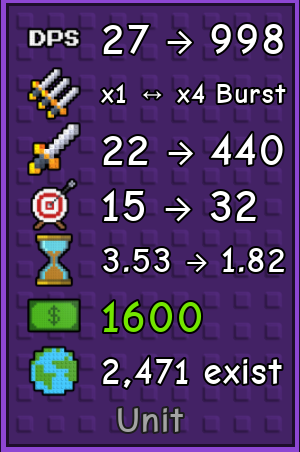 DPS 27 → 998
x1 ↔ x4 Burst
22 → 440
15 → 32
3.53 → 1.82
$ 1600
2,471 exist
Unit